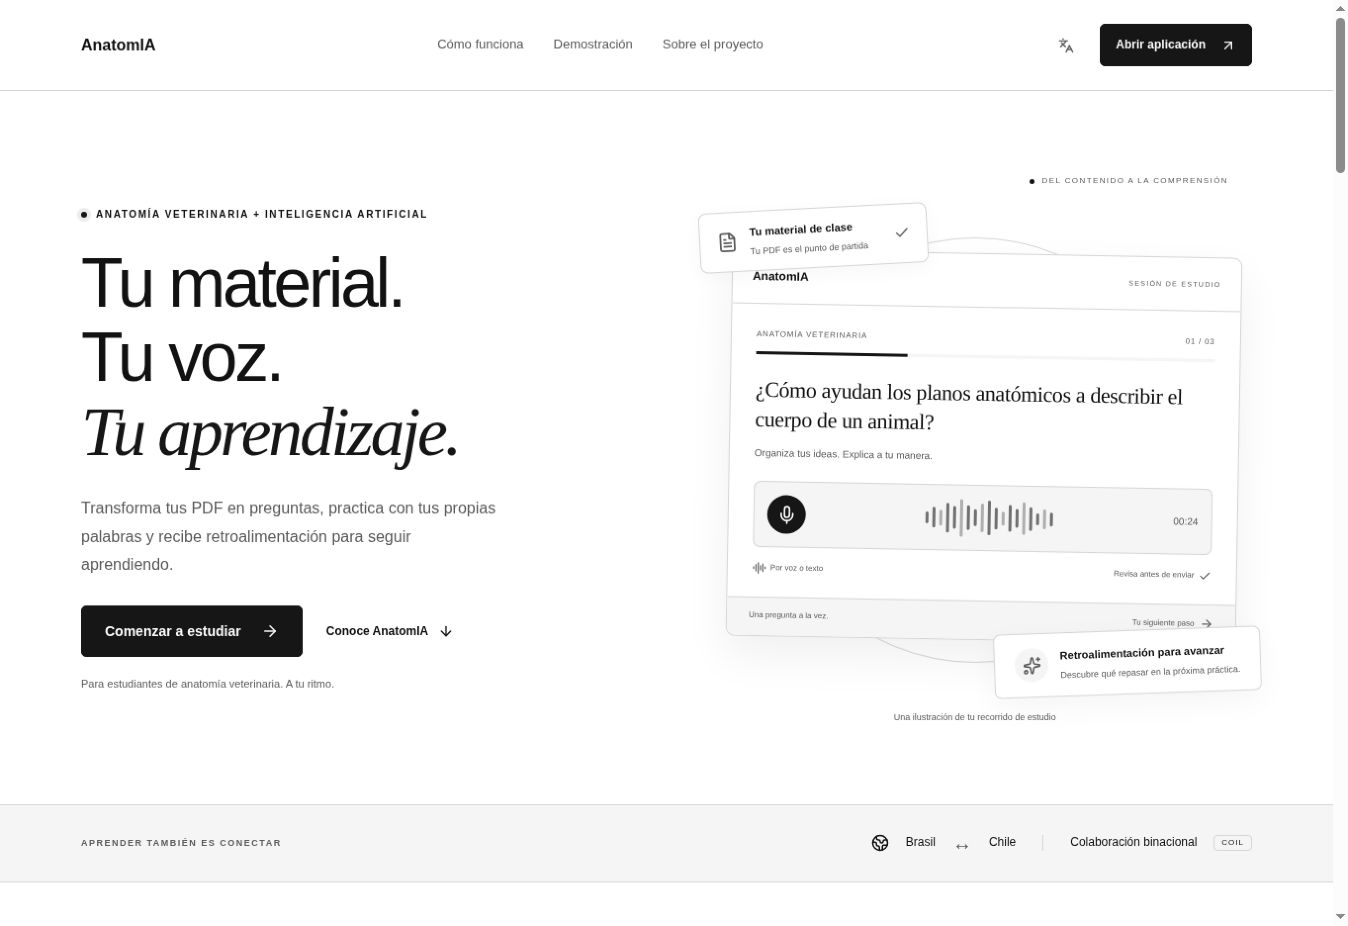 AnatomIA
Cómo funciona
Demostración
Sobre el proyecto
Abrir aplicación
ANATOMÍA VETERINARIA + INTELIGENCIA ARTIFICIAL
Tu material.
Tu voz.
Tu aprendizaje.
Transforma tus PDF en preguntas, practica con tus propias
palabras y recibe retroalimentación para seguir
aprendiendo.
Comenzar a estudiar
Conoce AnatomIA
Para estudiantes de anatomía veterinaria. A tu ritmo.
DEL CONTENIDO A LA COMPRENSIÓN
Tu material de clase
Tu PDF es el punto de partida
AnatomIA
SESIÓN DE ESTUDIO
ANATOMÍA VETERINARIA
01 / 03
¿Cómo ayudan los planos anatómicos a describir el
cuerpo de un animal?
Organiza tus ideas. Explica a tu manera.
00:24
Por voz o texto
Revisa antes de enviar
Una pregunta a la vez.
Tu siguiente paso
Retroalimentación para avanzar
Descubre qué repasar en la próxima práctica.
Una ilustración de tu recorrido de estudio
APRENDER TAMBIÉN ES CONECTAR
Brasil ↔ Chile
Colaboración binacional
COIL